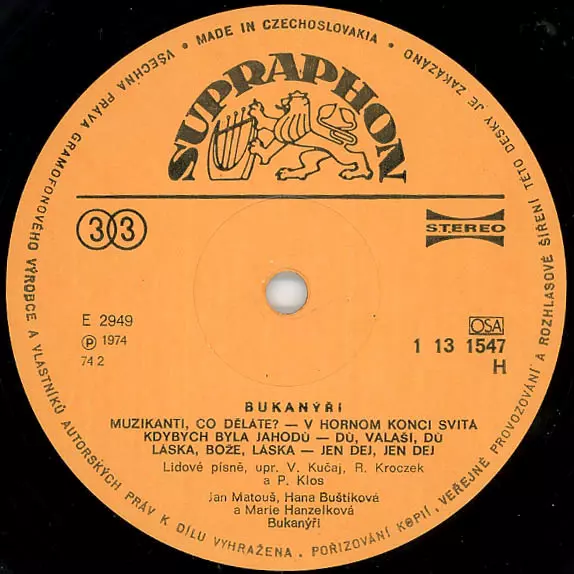 MADE IN CZECHOSLOVAKIA
VŠECHNA PRÁVA GRAMOFONOVÉHO VÝROBCE A VLASTNÍKŮ AUTORSKÝCH PRÁV K DÍLU VYHRAŽENA. POŘIZOVÁNÍ KOPIÍ, VEŘEJNÉ PROVOZOVÁNÍ A ROZHLASOVÉ ŠÍŘENÍ TÉTO DESKY JE ZAKÁZÁNO
SUPRAPHON
33
STEREO
E 2949
℗ 1974
74 2
OSA
1 13 1547
H
BUKANÝŘI
MUZIKANTI, CO DĚLÁTE? — V HORNOM KONCI SVITÁ
KDYBYCH BYLA JAHODŮ — DŮ, VALAŠI, DŮ
LÁSKA, BOŽE, LÁSKA — JEN DEJ, JEN DEJ
Lidové písně, upr. V. Kučaj, R. Kroczek
a P. Klos
Jan Matouš, Hana Buštíková
a Marie Hanzelková
Bukanýři